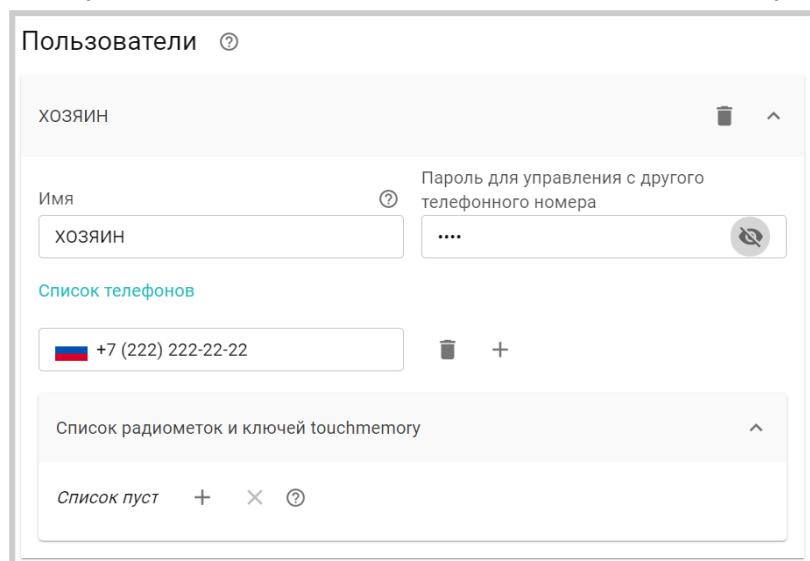 Пользователи
ХОЗЯИН
Имя
Пароль для управления с другого
телефонного номера
ХОЗЯИН
••••
Список телефонов
+7 (222) 222-22-22
Список радиометок и ключей touchmemory
Список пуст